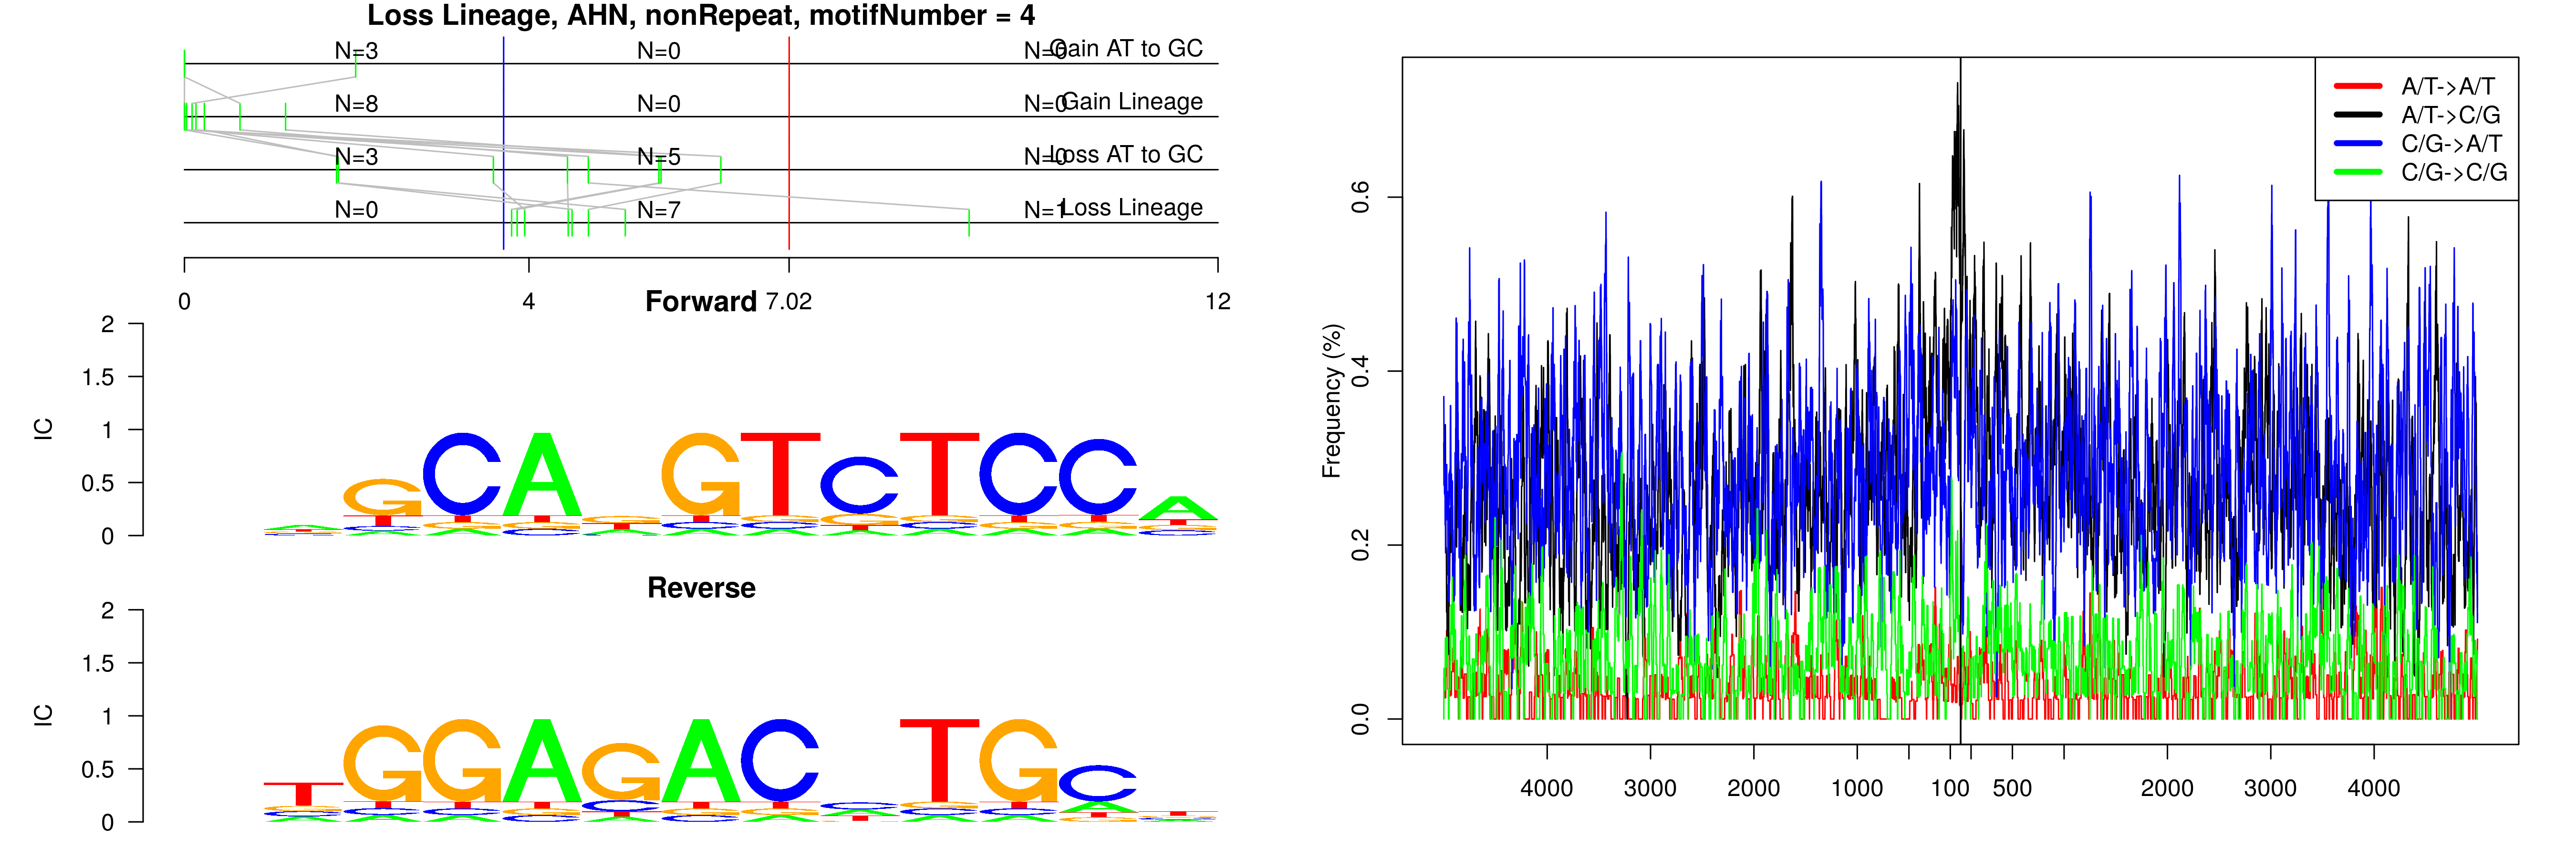 Loss Lineage, AHN, nonRepeat, motifNumber = 4
N=3 N=0 N=0 Gain AT to GC
N=8 N=0 N=0 Gain Lineage
N=3 N=5 N=0 Loss AT to GC
N=0 N=7 N=1 Loss Lineage
0 4 7.02 12
Forward
2
1.5
1
0.5
0
IC
GCA GTCTCCA
Reverse
2
1.5
1
0.5
0
IC
TGGAGAC TGC
A/T->A/T
A/T->C/G
C/G->A/T
C/G->C/G
Frequency (%)
0.6
0.4
0.2
0.0
4000 3000 2000 1000 100 500 2000 3000 4000